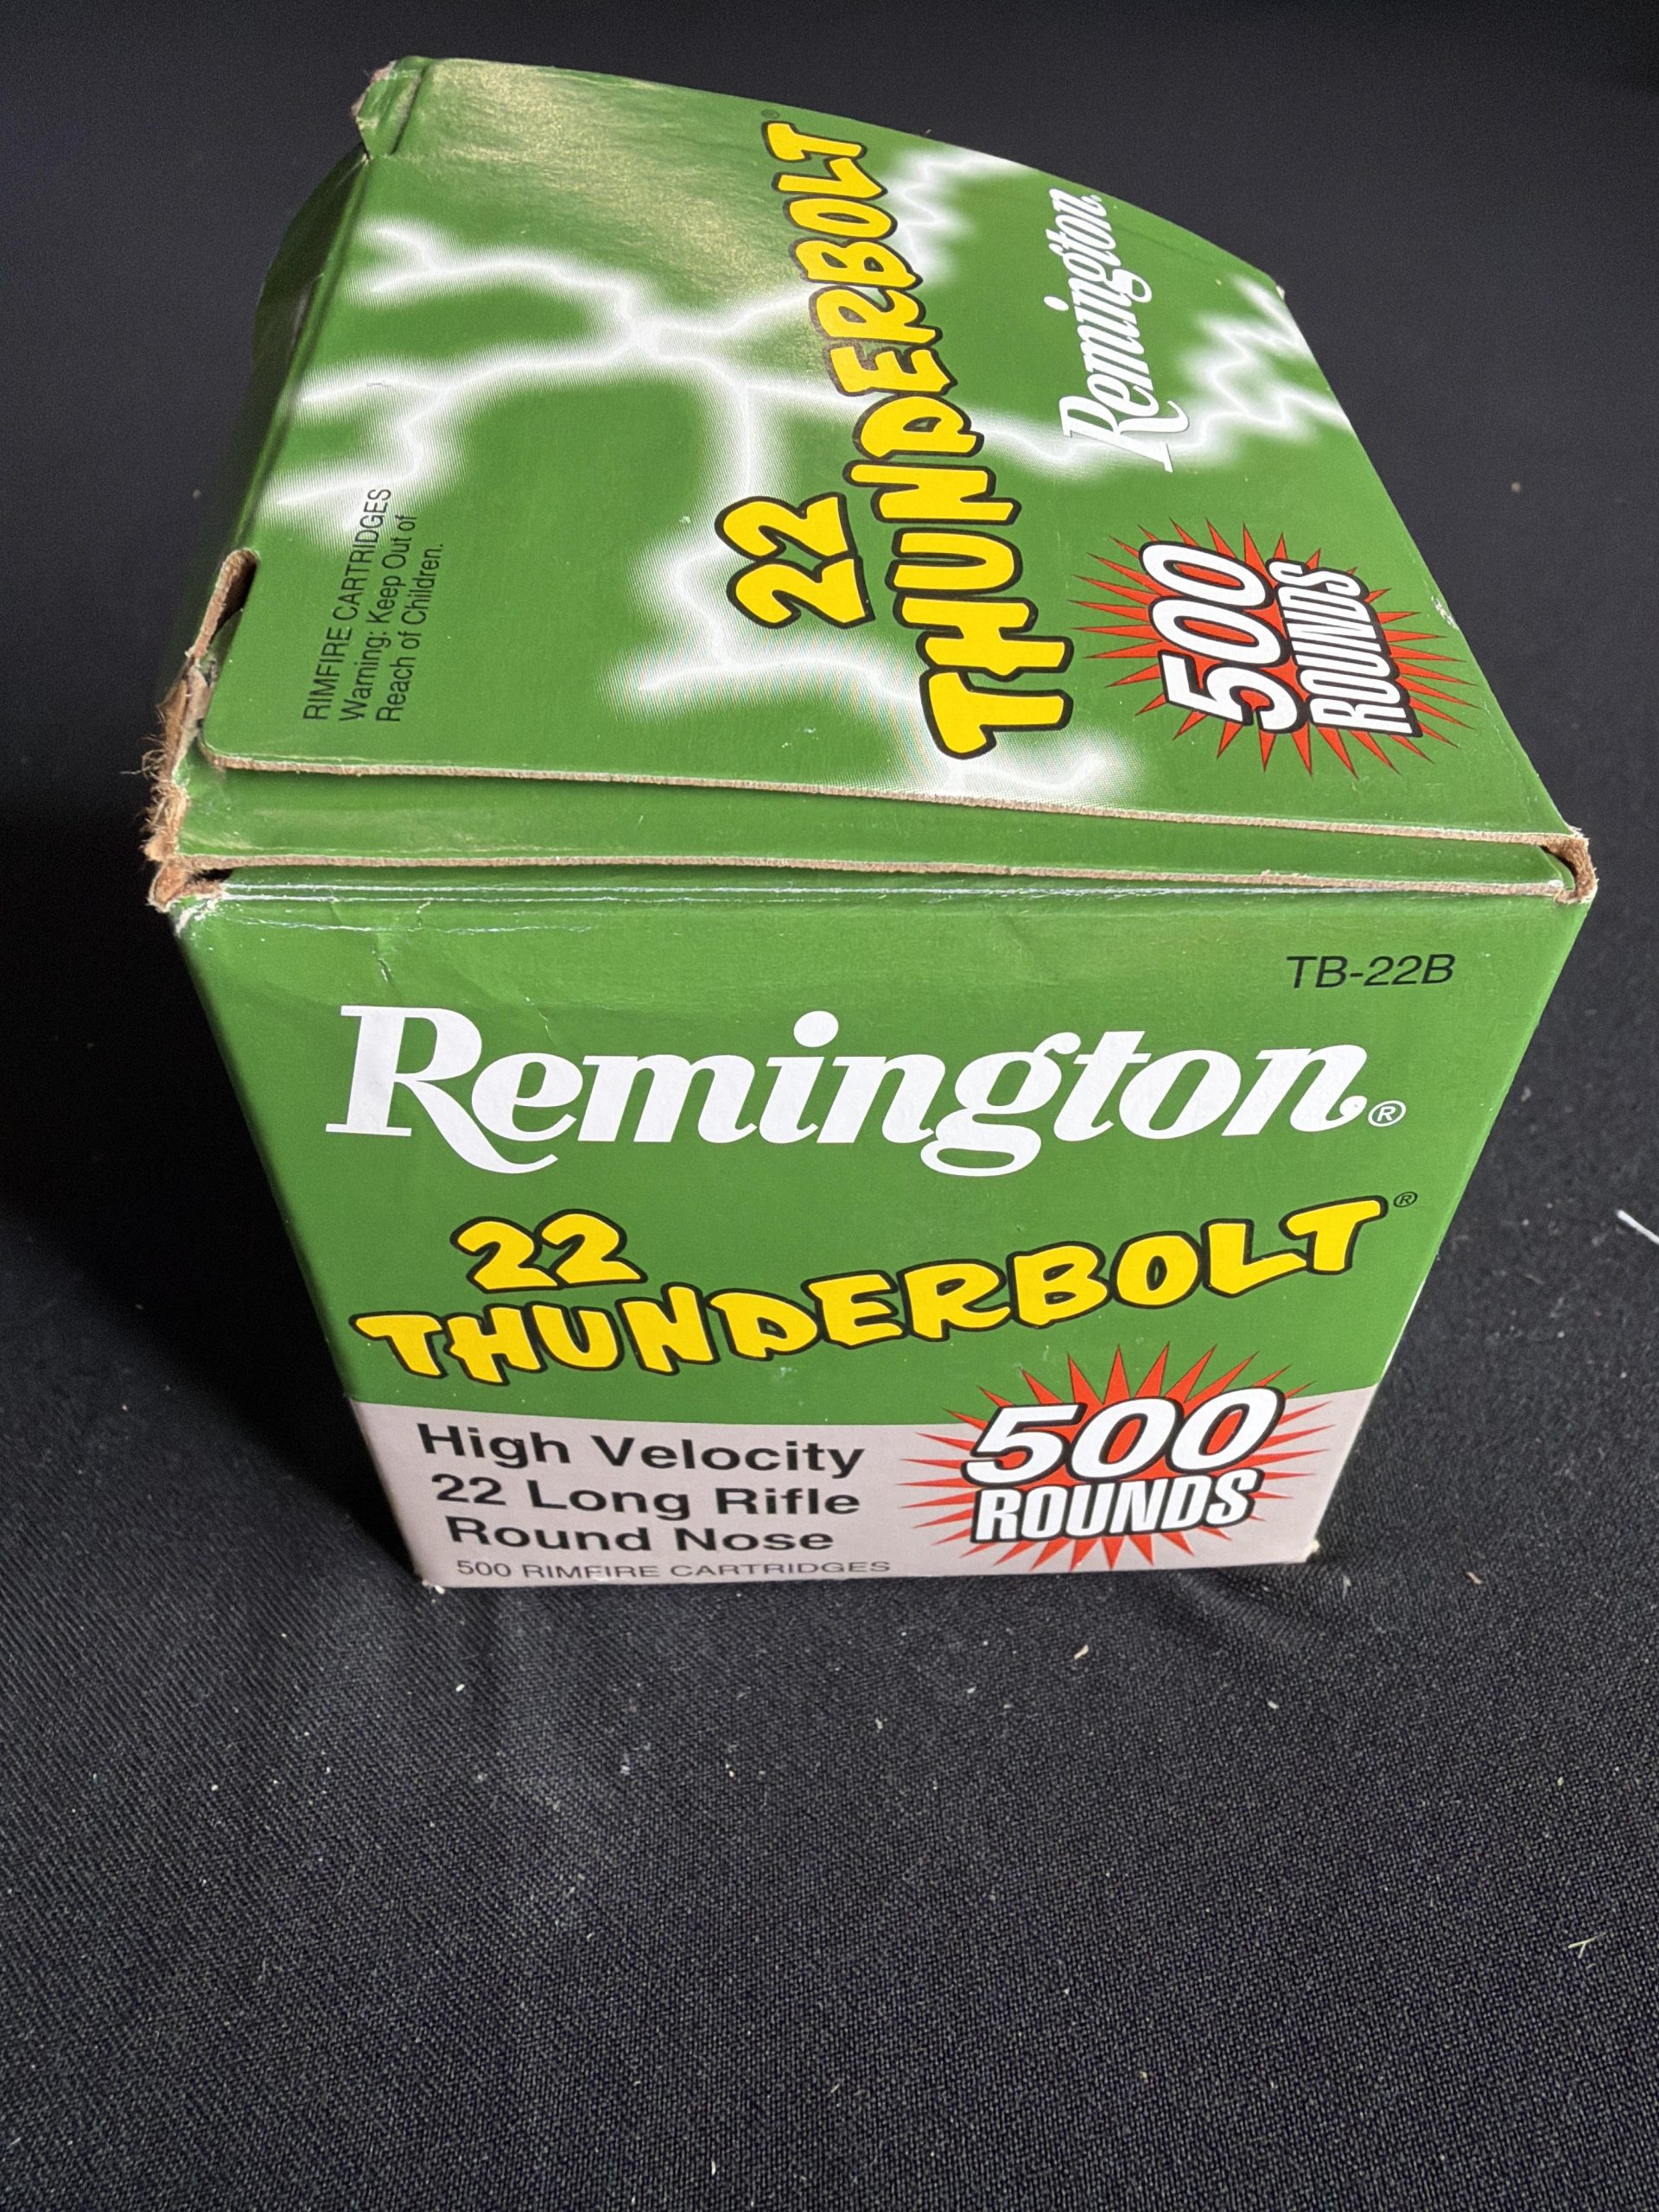 22
THUNDERBOLT®
Remington.
500
ROUNDS
RIMFIRE CARTRIDGES
Warning: Keep Out of
Reach of Children.
TB-22B
Remington®
22
THUNDERBOLT®
High Velocity
22 Long Rifle
Round Nose
500 RIMFIRE CARTRIDGES
500
ROUNDS